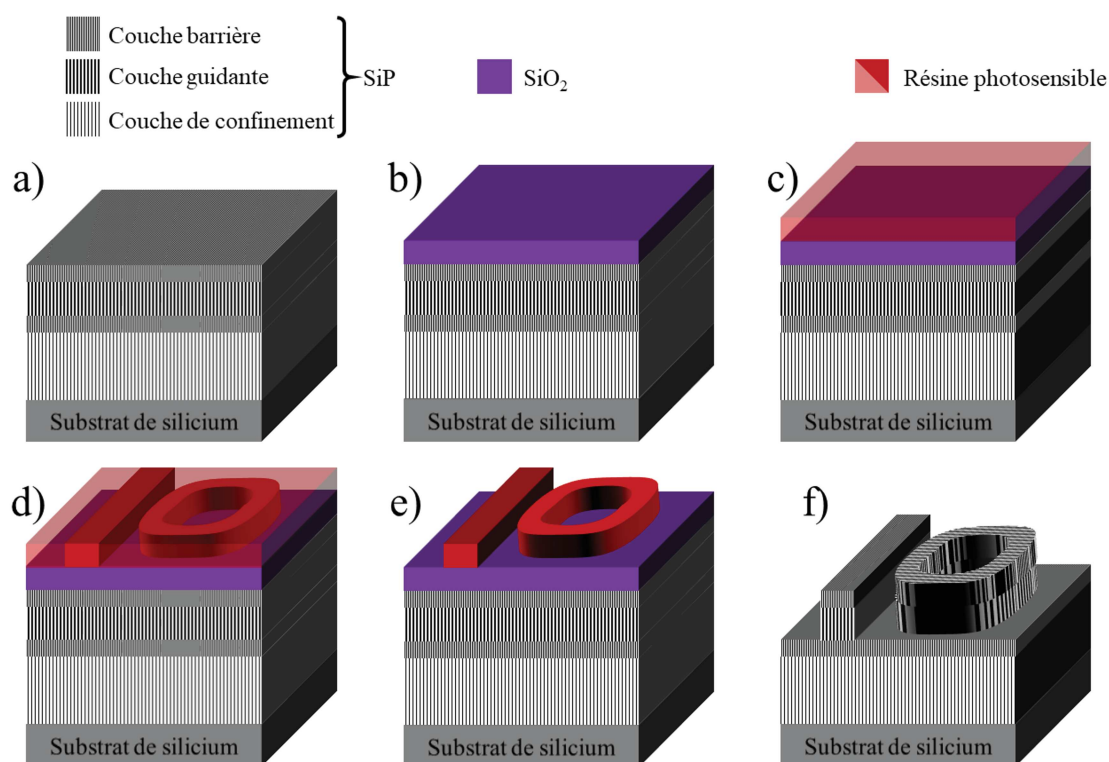 Couche barrière
Couche guidante
Couche de confinement
SiP
SiO₂
Résine photosensible
a)
b)
c)
Substrat de silicium
Substrat de silicium
Substrat de silicium
d)
e)
f)
Substrat de silicium
Substrat de silicium
Substrat de silicium